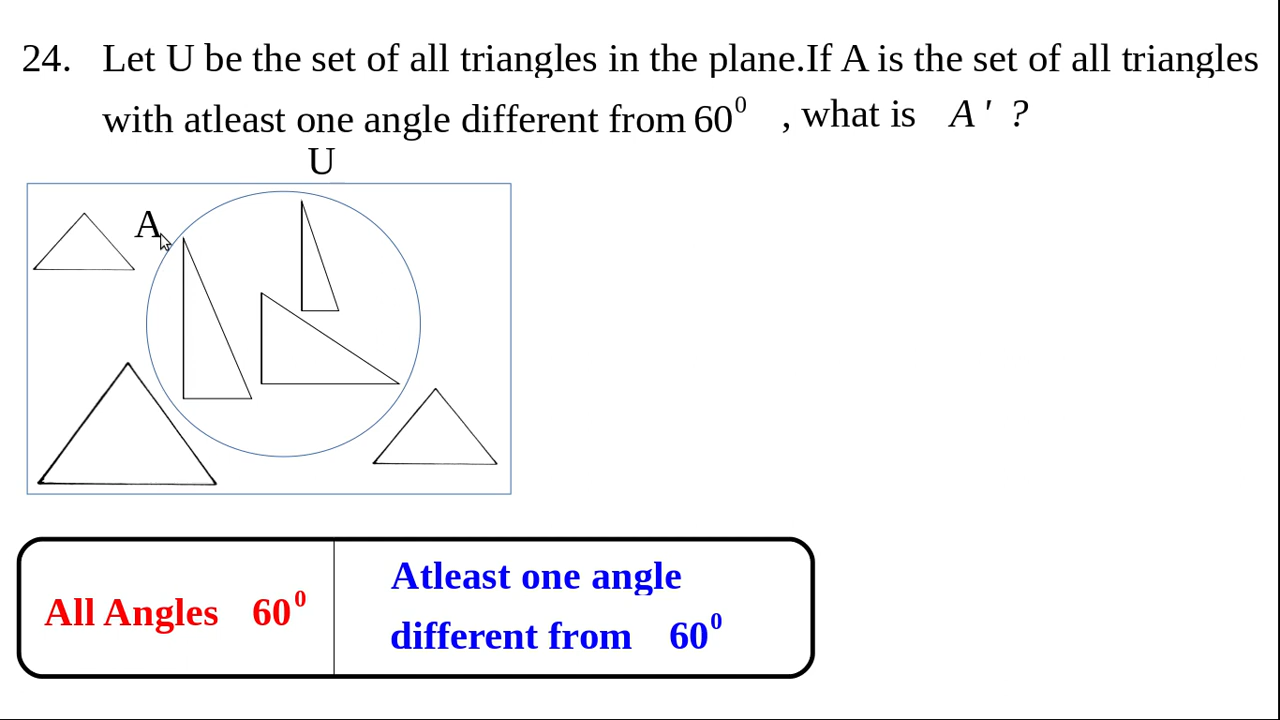 24. Let U be the set of all triangles in the plane.If A is the set of all triangles
with atleast one angle different from 60⁰ , what is A ' ?
U
A
All Angles 60⁰
Atleast one angle
different from 60⁰